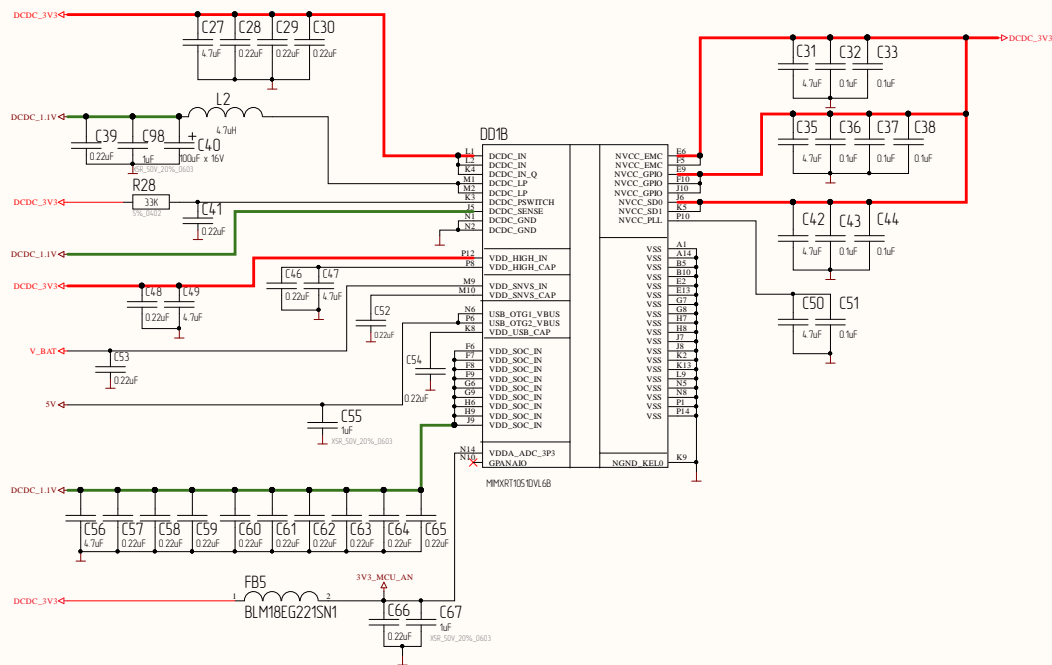 DCDC_3V3
C27
4.7uF
C28
0.22uF
C29
0.22uF
C30
0.22uF
DCDC_1.1V
C39
0.22uF
C98
1uF
X5R_50V_20%_0603
+
C40
100uF x 16V
L2
4.7uH
DCDC_3V3
R28
33K
5%_0402
C41
0.22uF
DCDC_1.1V
DCDC_3V3
C48
0.22uF
C49
4.7uF
C46
0.22uF
C47
4.7uF
C52
0.22uF
V_BAT
C53
0.22uF
C54
0.22uF
5V
C55
1uF
X5R_50V_20%_0603
DCDC_1.1V
C56
4.7uF
C57
0.22uF
C58
0.22uF
C59
0.22uF
C60
0.22uF
C61
0.22uF
C62
0.22uF
C63
0.22uF
C64
0.22uF
C65
0.22uF
DCDC_3V3
1
FB5
2
BLM18EG221SN1
3V3_MCU_AN
C66
0.22uF
C67
1uF
X5R_50V_20%_0603
DD1B
L1 DCDC_IN
L2 DCDC_IN
K4 DCDC_IN_Q
M1 DCDC_LP
M2 DCDC_LP
K3 DCDC_PSWITCH
J5 DCDC_SENSE
N1 DCDC_GND
N2 DCDC_GND
P12 VDD_HIGH_IN
P8 VDD_HIGH_CAP
M9 VDD_SNVS_IN
M10 VDD_SNVS_CAP
N6 USB_OTG1_VBUS
P6 USB_OTG2_VBUS
K8 VDD_USB_CAP
F6 VDD_SOC_IN
F7 VDD_SOC_IN
F8 VDD_SOC_IN
F9 VDD_SOC_IN
G6 VDD_SOC_IN
G9 VDD_SOC_IN
H6 VDD_SOC_IN
H9 VDD_SOC_IN
J9 VDD_SOC_IN
N14 VDDA_ADC_3P3
N10 GPANAIO
NVCC_EMC E6
NVCC_EMC F5
NVCC_GPIO E9
NVCC_GPIO F10
NVCC_GPIO J10
NVCC_SD0 J6
NVCC_SD1 K5
NVCC_PLL P10
VSS A1
VSS A14
VSS B5
VSS B10
VSS E2
VSS E13
VSS G7
VSS G8
VSS H7
VSS H8
VSS J7
VSS J8
VSS K2
VSS K13
VSS L9
VSS N5
VSS N8
VSS P1
VSS P14
NGND_KEL0 K9
MIMXRT1051DVL6B
DCDC_3V3
C31
4.7uF
C32
0.1uF
C33
0.1uF
C35
4.7uF
C36
0.1uF
C37
0.1uF
C38
0.1uF
C42
4.7uF
C43
0.1uF
C44
0.1uF
C50
4.7uF
C51
0.1uF